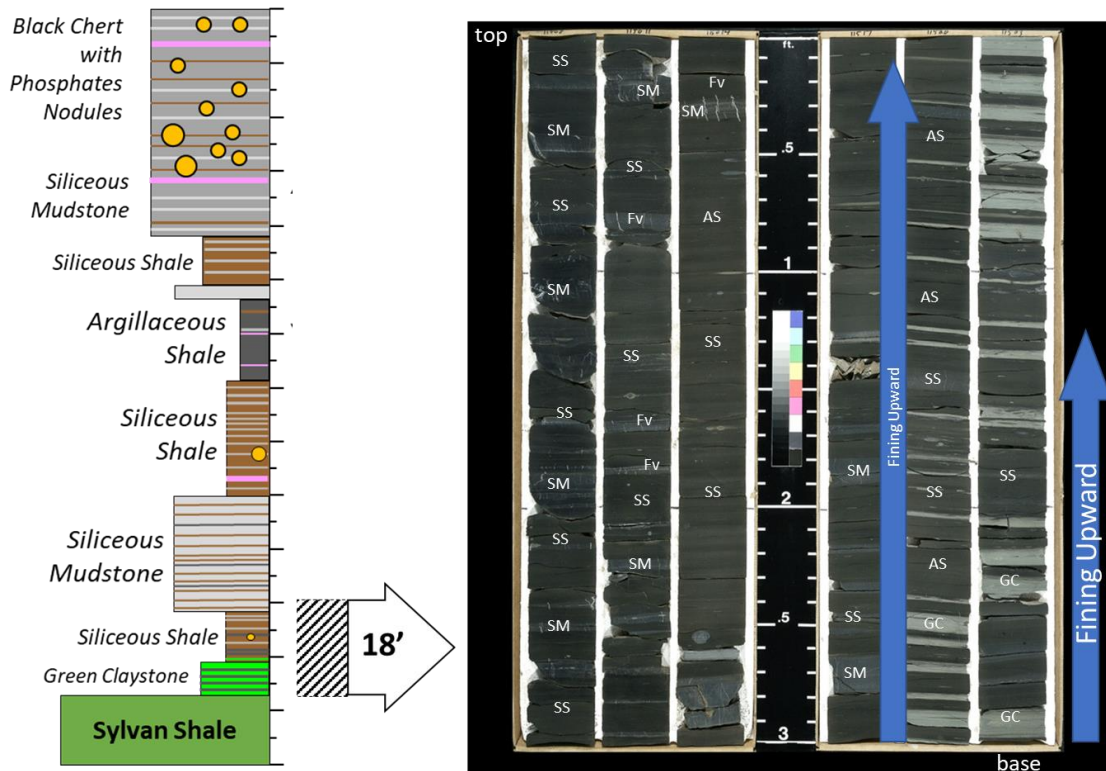 Black Chert
with
Phosphates
Nodules
Siliceous
Mudstone
Siliceous Shale
Argillaceous
Shale
Siliceous
Shale
Siliceous
Mudstone
Siliceous Shale
Green Claystone
Sylvan Shale
18’
top
SS
SM
SS
SM
SS
SM
SS
SM
SS
SM
SS
Fv
SS
Fv
Fv
SS
SM
Fv
SM
AS
SS
SS
ft.
.5
1
2
.5
3
11517
11520
SM
SS
SM
Fining Upward
AS
AS
SS
SS
AS
GC
SS
GC
GC
Fining Upward
base